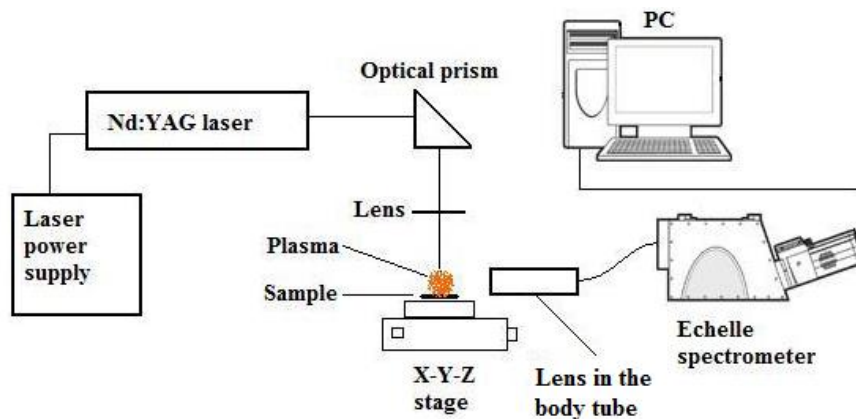 PC
Optical prism
Nd:YAG laser
Laser
power
supply
Lens
Plasma
Sample
X-Y-Z
stage
Lens in the
body tube
Echelle
spectrometer